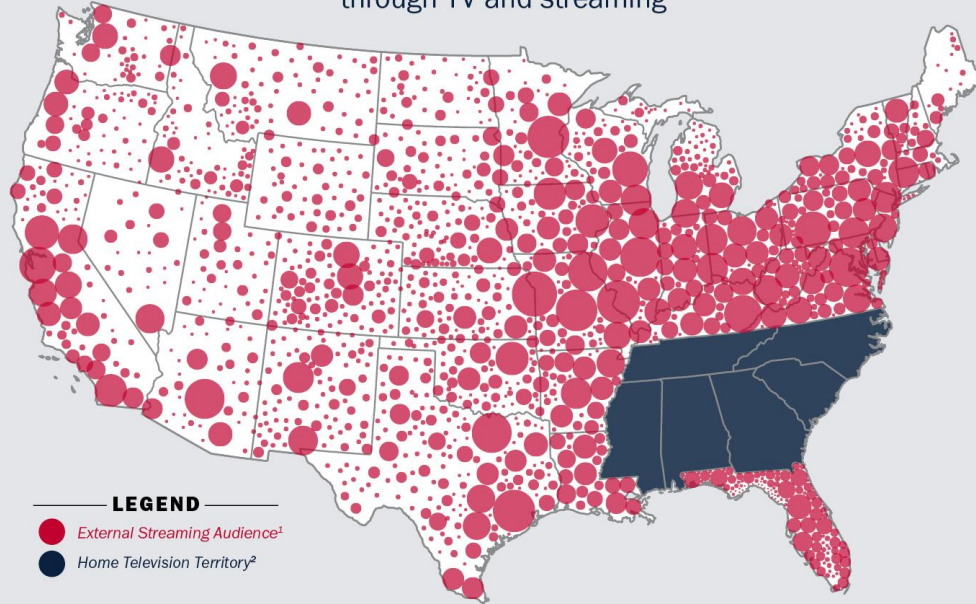 through TV and streaming
LEGEND
External Streaming Audience¹
Home Television Territory²